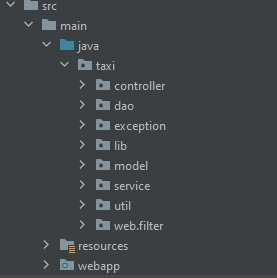 src
main
java
taxi
controller
dao
exception
lib
model
service
util
web.filter
resources
webapp